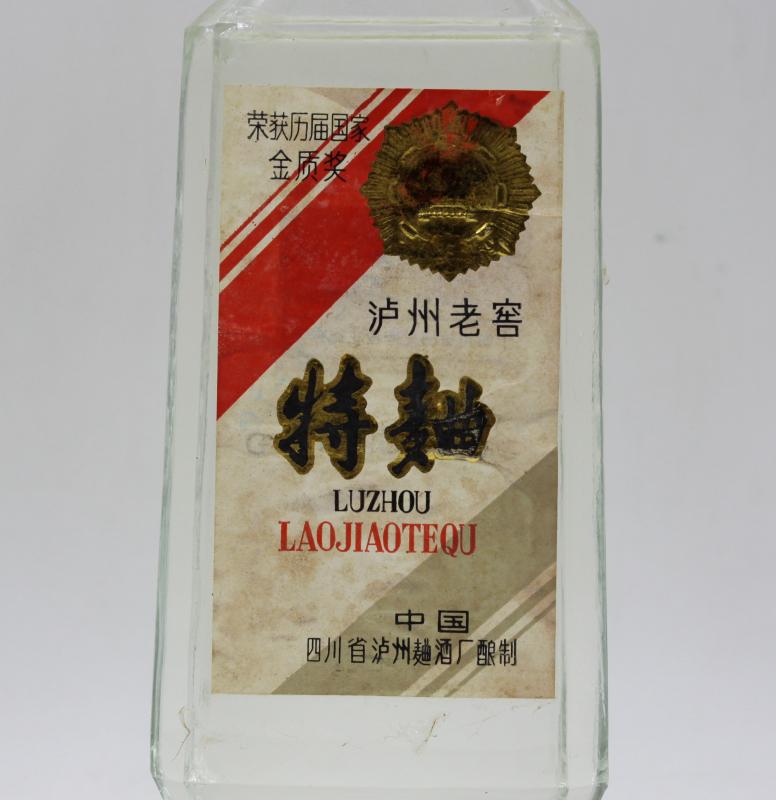 荣获历届国家
金质奖
泸州老窖
特麯
LUZHOU
LAOJIAOTEQU
中国
四川省泸州麯酒厂酿制